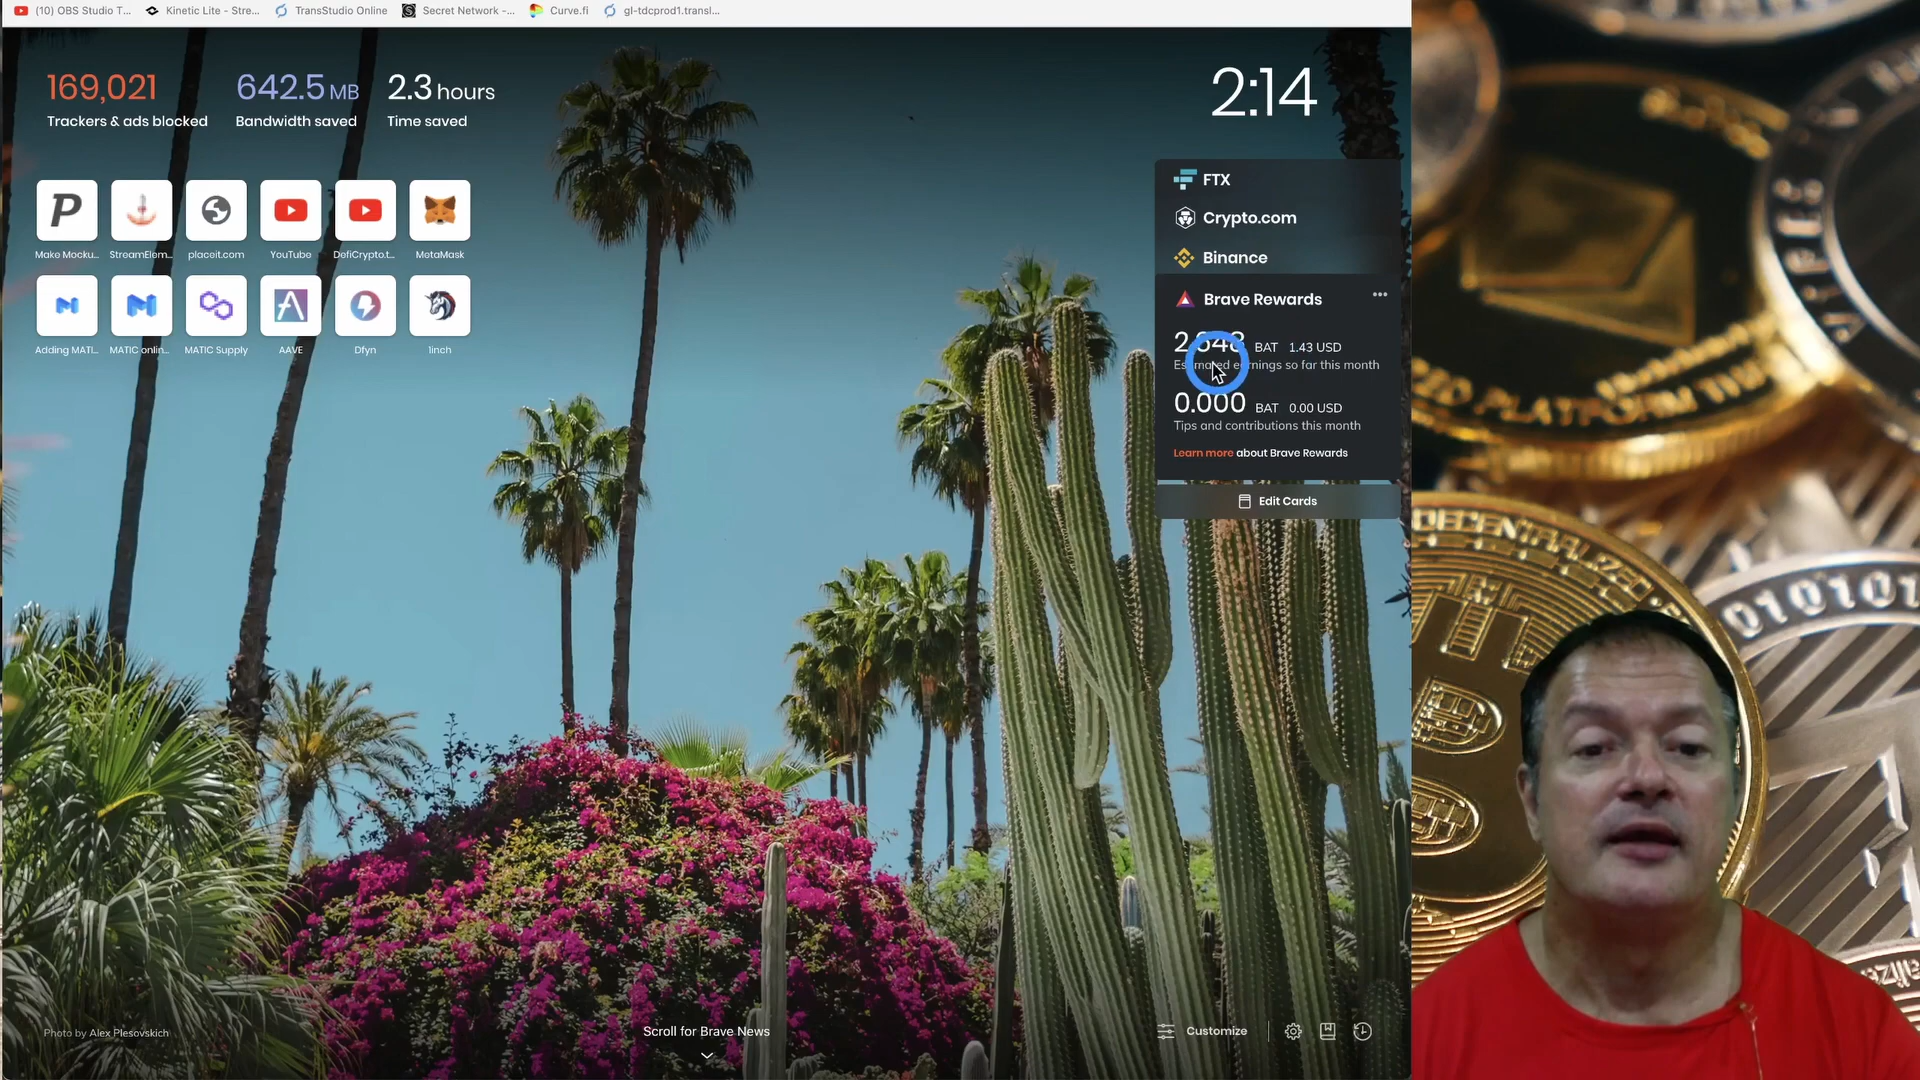 (10) OBS Studio T...
Kinetic Lite - Stre...
TransStudio Online
Secret Network -...
Curve.fi
gl-tdcprod1.transl...
169,021
Trackers & ads blocked
642.5 MB
Bandwidth saved
2.3 hours
Time saved
2:14
FTX
Crypto.com
Binance
Brave Rewards
BAT 1.43 USD
Estimated earnings so far this month
0.000 BAT 0.00 USD
Tips and contributions this month
Learn more about Brave Rewards
Edit Cards
P
Make Mocku...
StreamElem...
placeit.com
YouTube
DefiCrypto.t...
MetaMask
Adding MATI...
MATIC onlin...
MATIC Supply
AAVE
Dfyn
1inch
Photo by Alex Plesovskich
Scroll for Brave News
Customize
DECENTRALIZED
010101